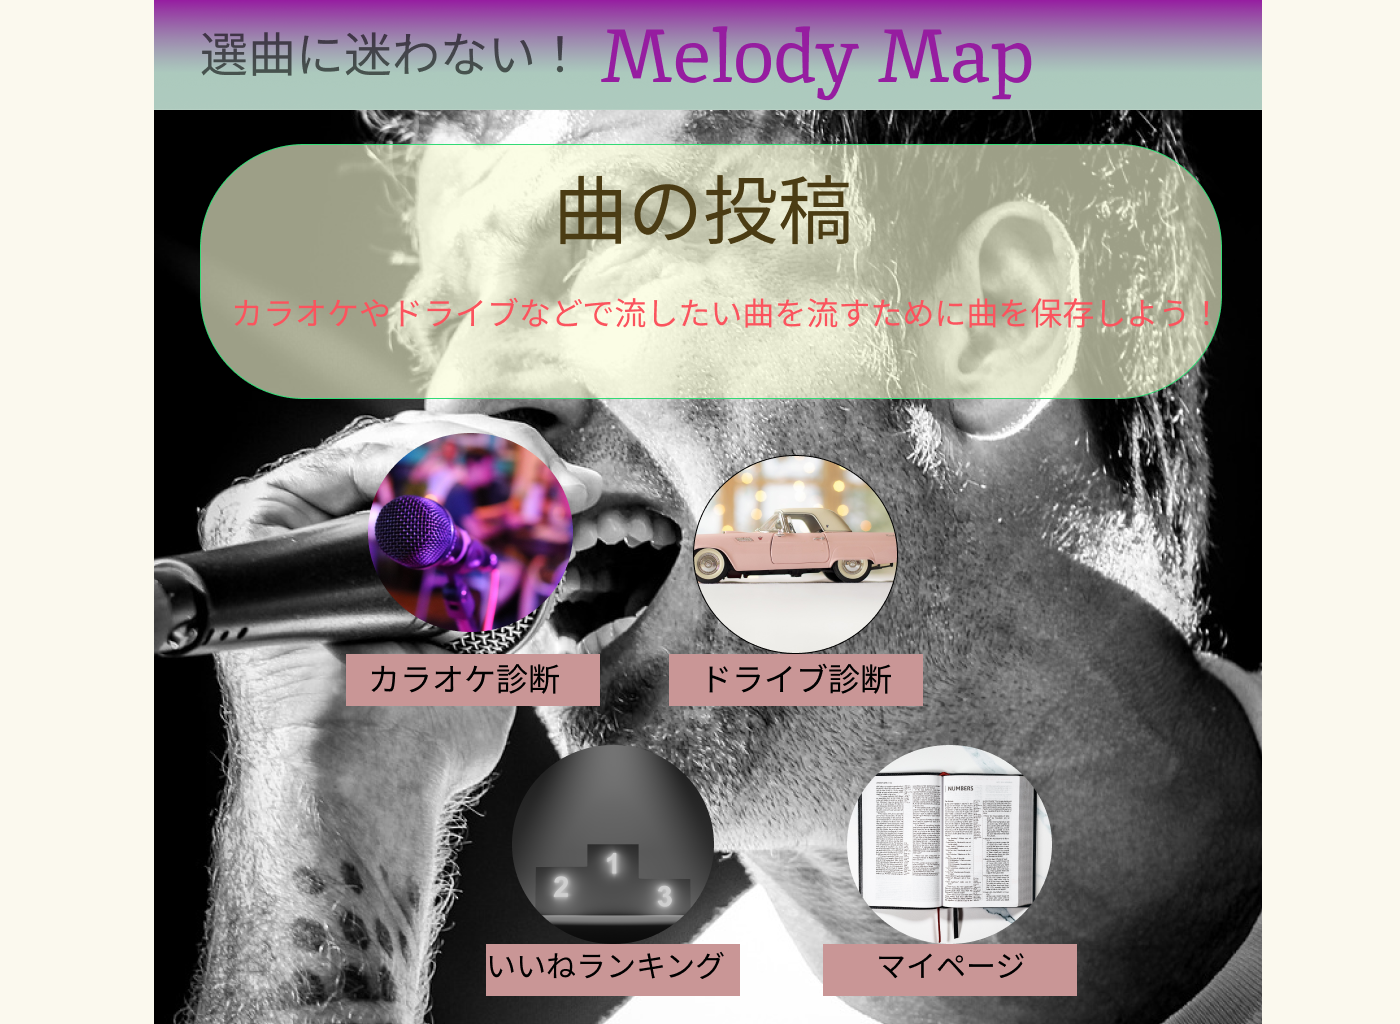 選曲に迷わない！ Melody Map
曲の投稿
カラオケやドライブなどで流したい曲を流すために曲を保存しよう！
カラオケ診断
ドライブ診断
1
2
3
NUMBERS
いいねランキング
マイページ